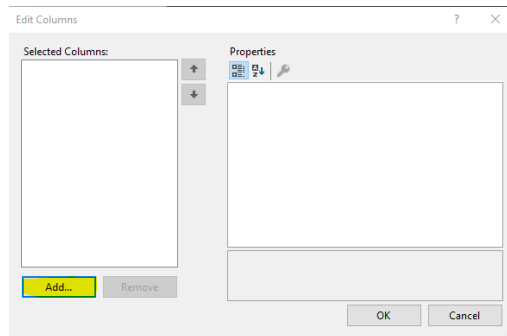 Edit Columns ? ×
Selected Columns:
Properties
Add...
Remove
OK
Cancel